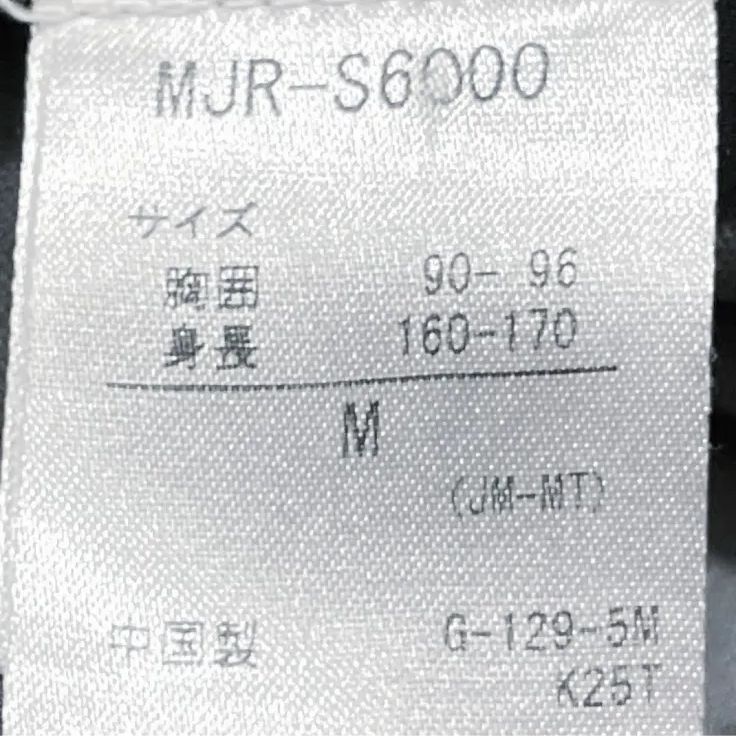 MJR-S6000
サイズ
胸囲 90- 96
身長 160-170
M
(JM-MT)
中国製 G-129-5M
K25T